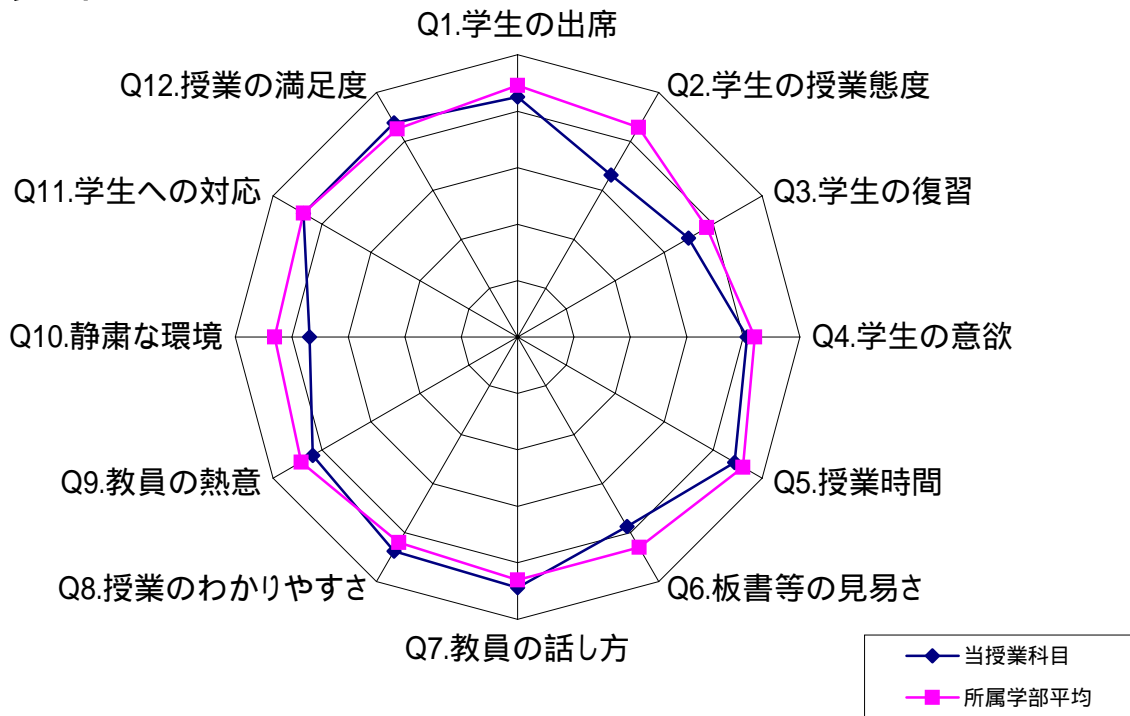 Q1.学生の出席
Q2.学生の授業態度
Q3.学生の復習
Q4.学生の意欲
Q5.授業時間
Q6.板書等の見易さ
Q7.教員の話し方
Q8.授業のわかりやすさ
Q9.教員の熱意
Q10.静粛な環境
Q11.学生への対応
Q12.授業の満足度
当授業科目
所属学部平均